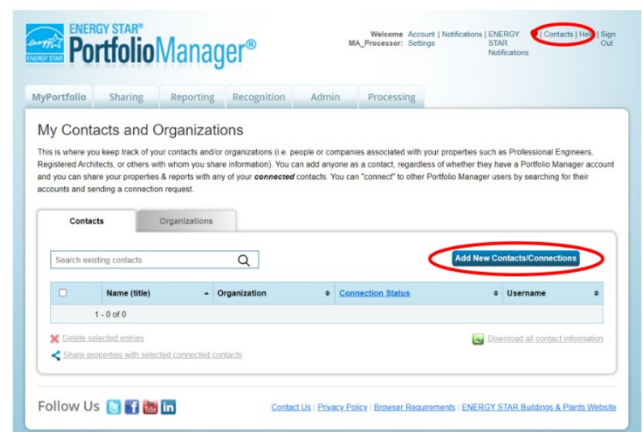 ENERGY STAR®
PortfolioManager®
ENERGY STAR
Welcome Account | Notifications | ENERGY | Contacts | Help | Sign
MA_Processor: Settings STAR Out
Notifications
MyPortfolio Sharing Reporting Recognition Admin Processing
My Contacts and Organizations
This is where you keep track of your contacts and/or organizations (i.e. people or companies associated with your properties such as Professional Engineers,
Registered Architects, or others with whom you share information). You can add anyone as a contact, regardless of whether they have a Portfolio Manager account
and you can share your properties & reports with any of your connected contacts. You can "connect" to other Portfolio Manager users by searching for their
accounts and sending a connection request.
Contacts Organizations
Search existing contacts
Add New Contacts/Connections
Name (title) Organization Connection Status Username
1 - 0 of 0
Delete selected entries
Download all contact information
Share properties with selected connected contacts
Follow Us
Contact Us | Privacy Policy | Browser Requirements | ENERGY STAR Buildings & Plants Website